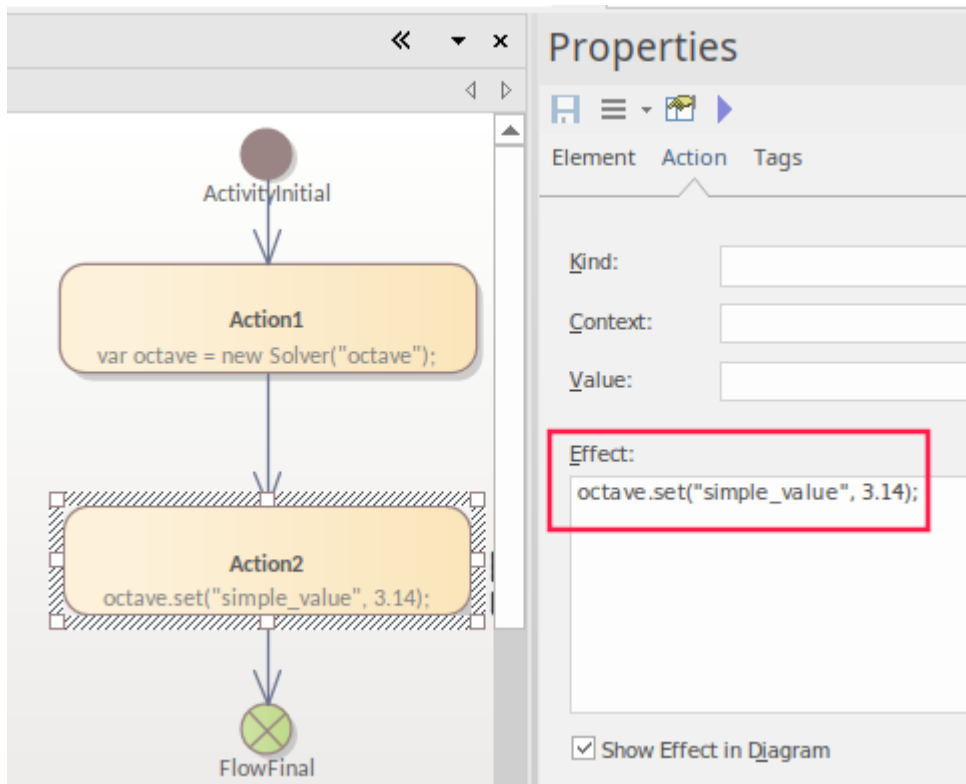 ActivityInitial
Action1
var octave = new Solver("octave");
Action2
octave.set("simple_value", 3.14);
FlowFinal
Properties
Element Action Tags
Kind:
Context:
Value:
Effect:
octave.set("simple_value", 3.14);
Show Effect in Diagram